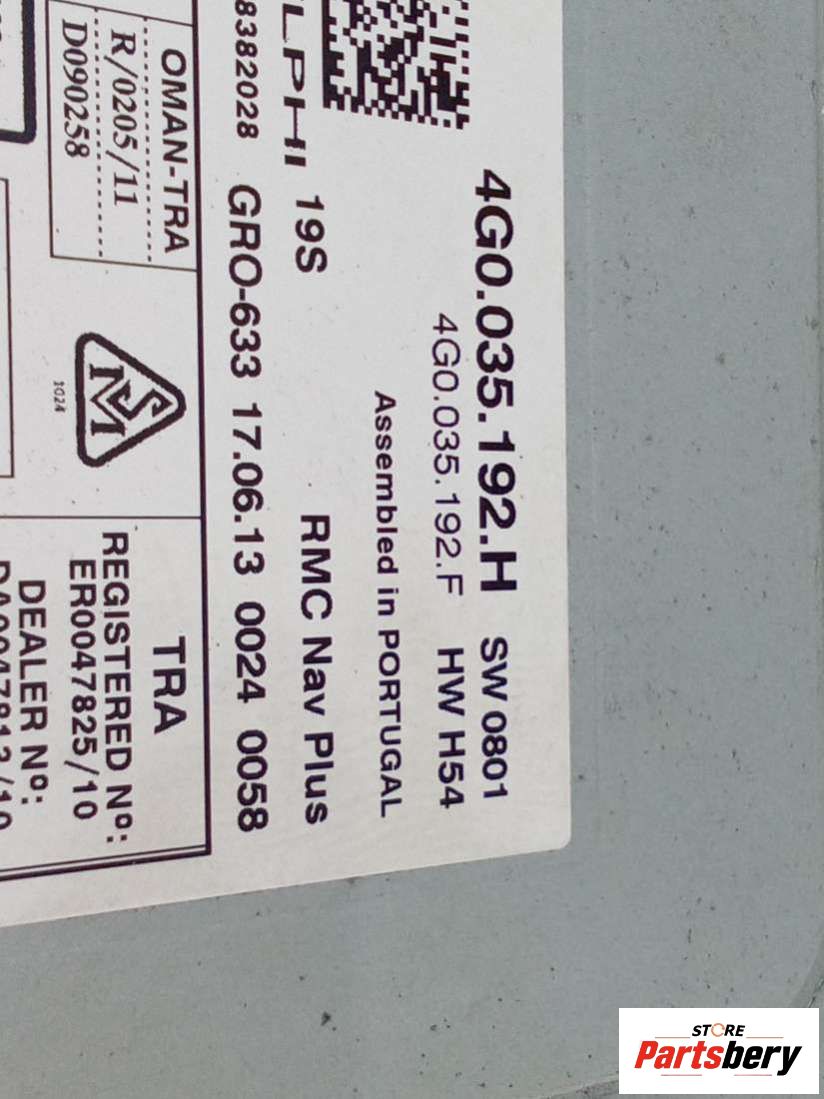 4G0.035.192.H SW 0801
4G0.035.192.F HW H54
Assembled in PORTUGAL
19S RMC Nav Plus
8382028 GRO-633 17.06.13 0024 0058
OMAN-TRA
R/0205/11
D090258
1024
TRA
REGISTERED Nº:
ER0047825/10
DEALER Nº:
STORE
Partsbery